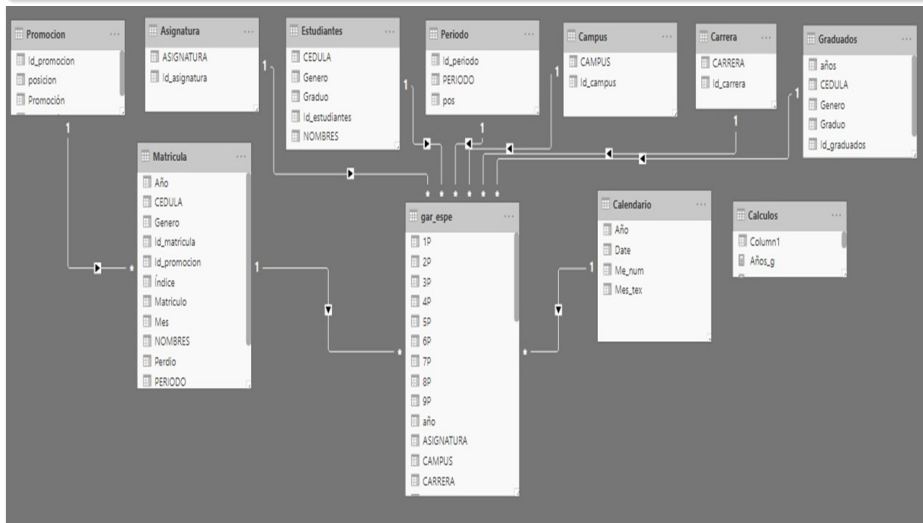 Promocion
Id_promocion
posicion
Promoción
Asignatura
ASIGNATURA
Id_asignatura
Estudiantes
CEDULA
Genero
Graduo
Id_estudiantes
NOMBRES
Periodo
Id_periodo
PERIODO
pos
Campus
CAMPUS
Id_campus
Carrera
CARRERA
Id_carrera
Graduados
años
CEDULA
Genero
Graduo
Id_graduados
1
1
1
1
1
1
1
Matricula
Año
CEDULA
Genero
Id_matricula
Id_promocion
Índice
Matriculo
Mes
NOMBRES
Perdio
PERIODO
*
1
* * * * * *
gar_espe
1P
2P
3P
4P
5P
6P
7P
8P
9P
año
ASIGNATURA
CAMPUS
CARRERA
*
*
1
Calendario
Año
Date
Me_num
Mes_tex
Calculos
Column1
Años_g